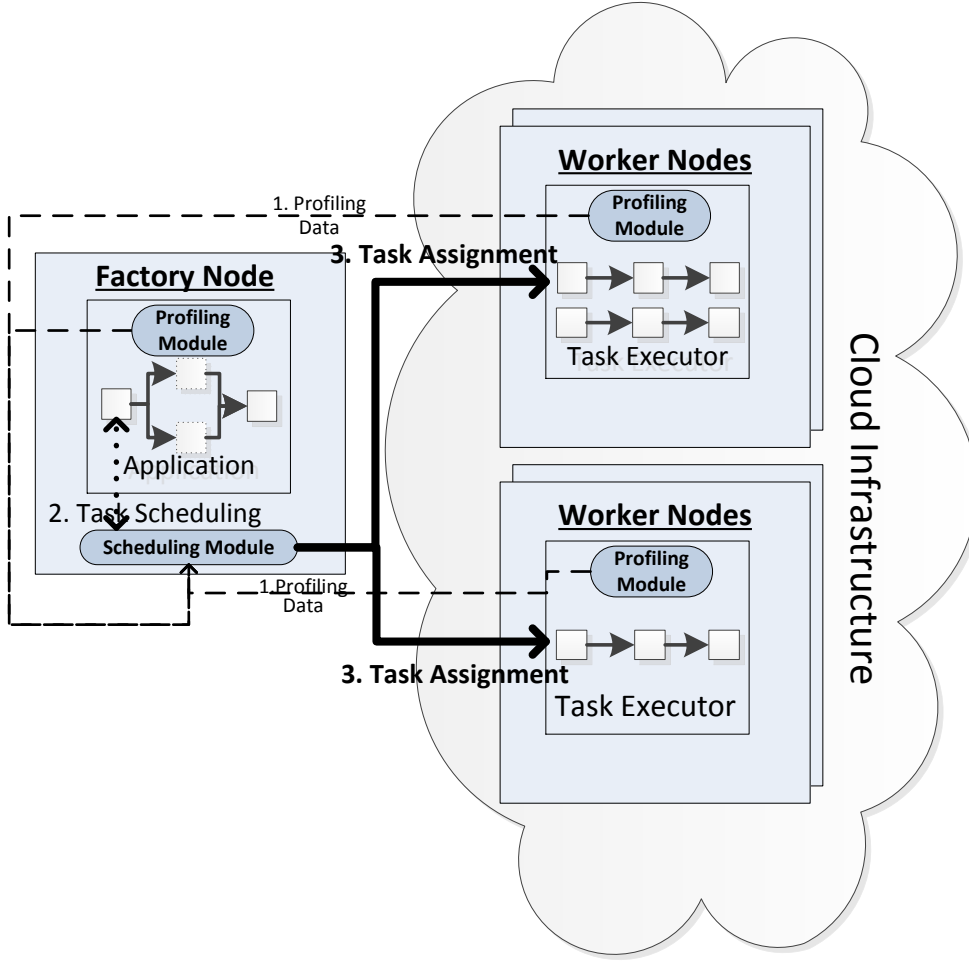 Worker Nodes
Profiling
Module
Task Executor
1. Profiling
Data
3. Task Assignment
Factory Node
Profiling
Module
Application
2. Task Scheduling
Scheduling Module
1.Profiling
Data
3. Task Assignment
Worker Nodes
Profiling
Module
Task Executor
Cloud Infrastructure